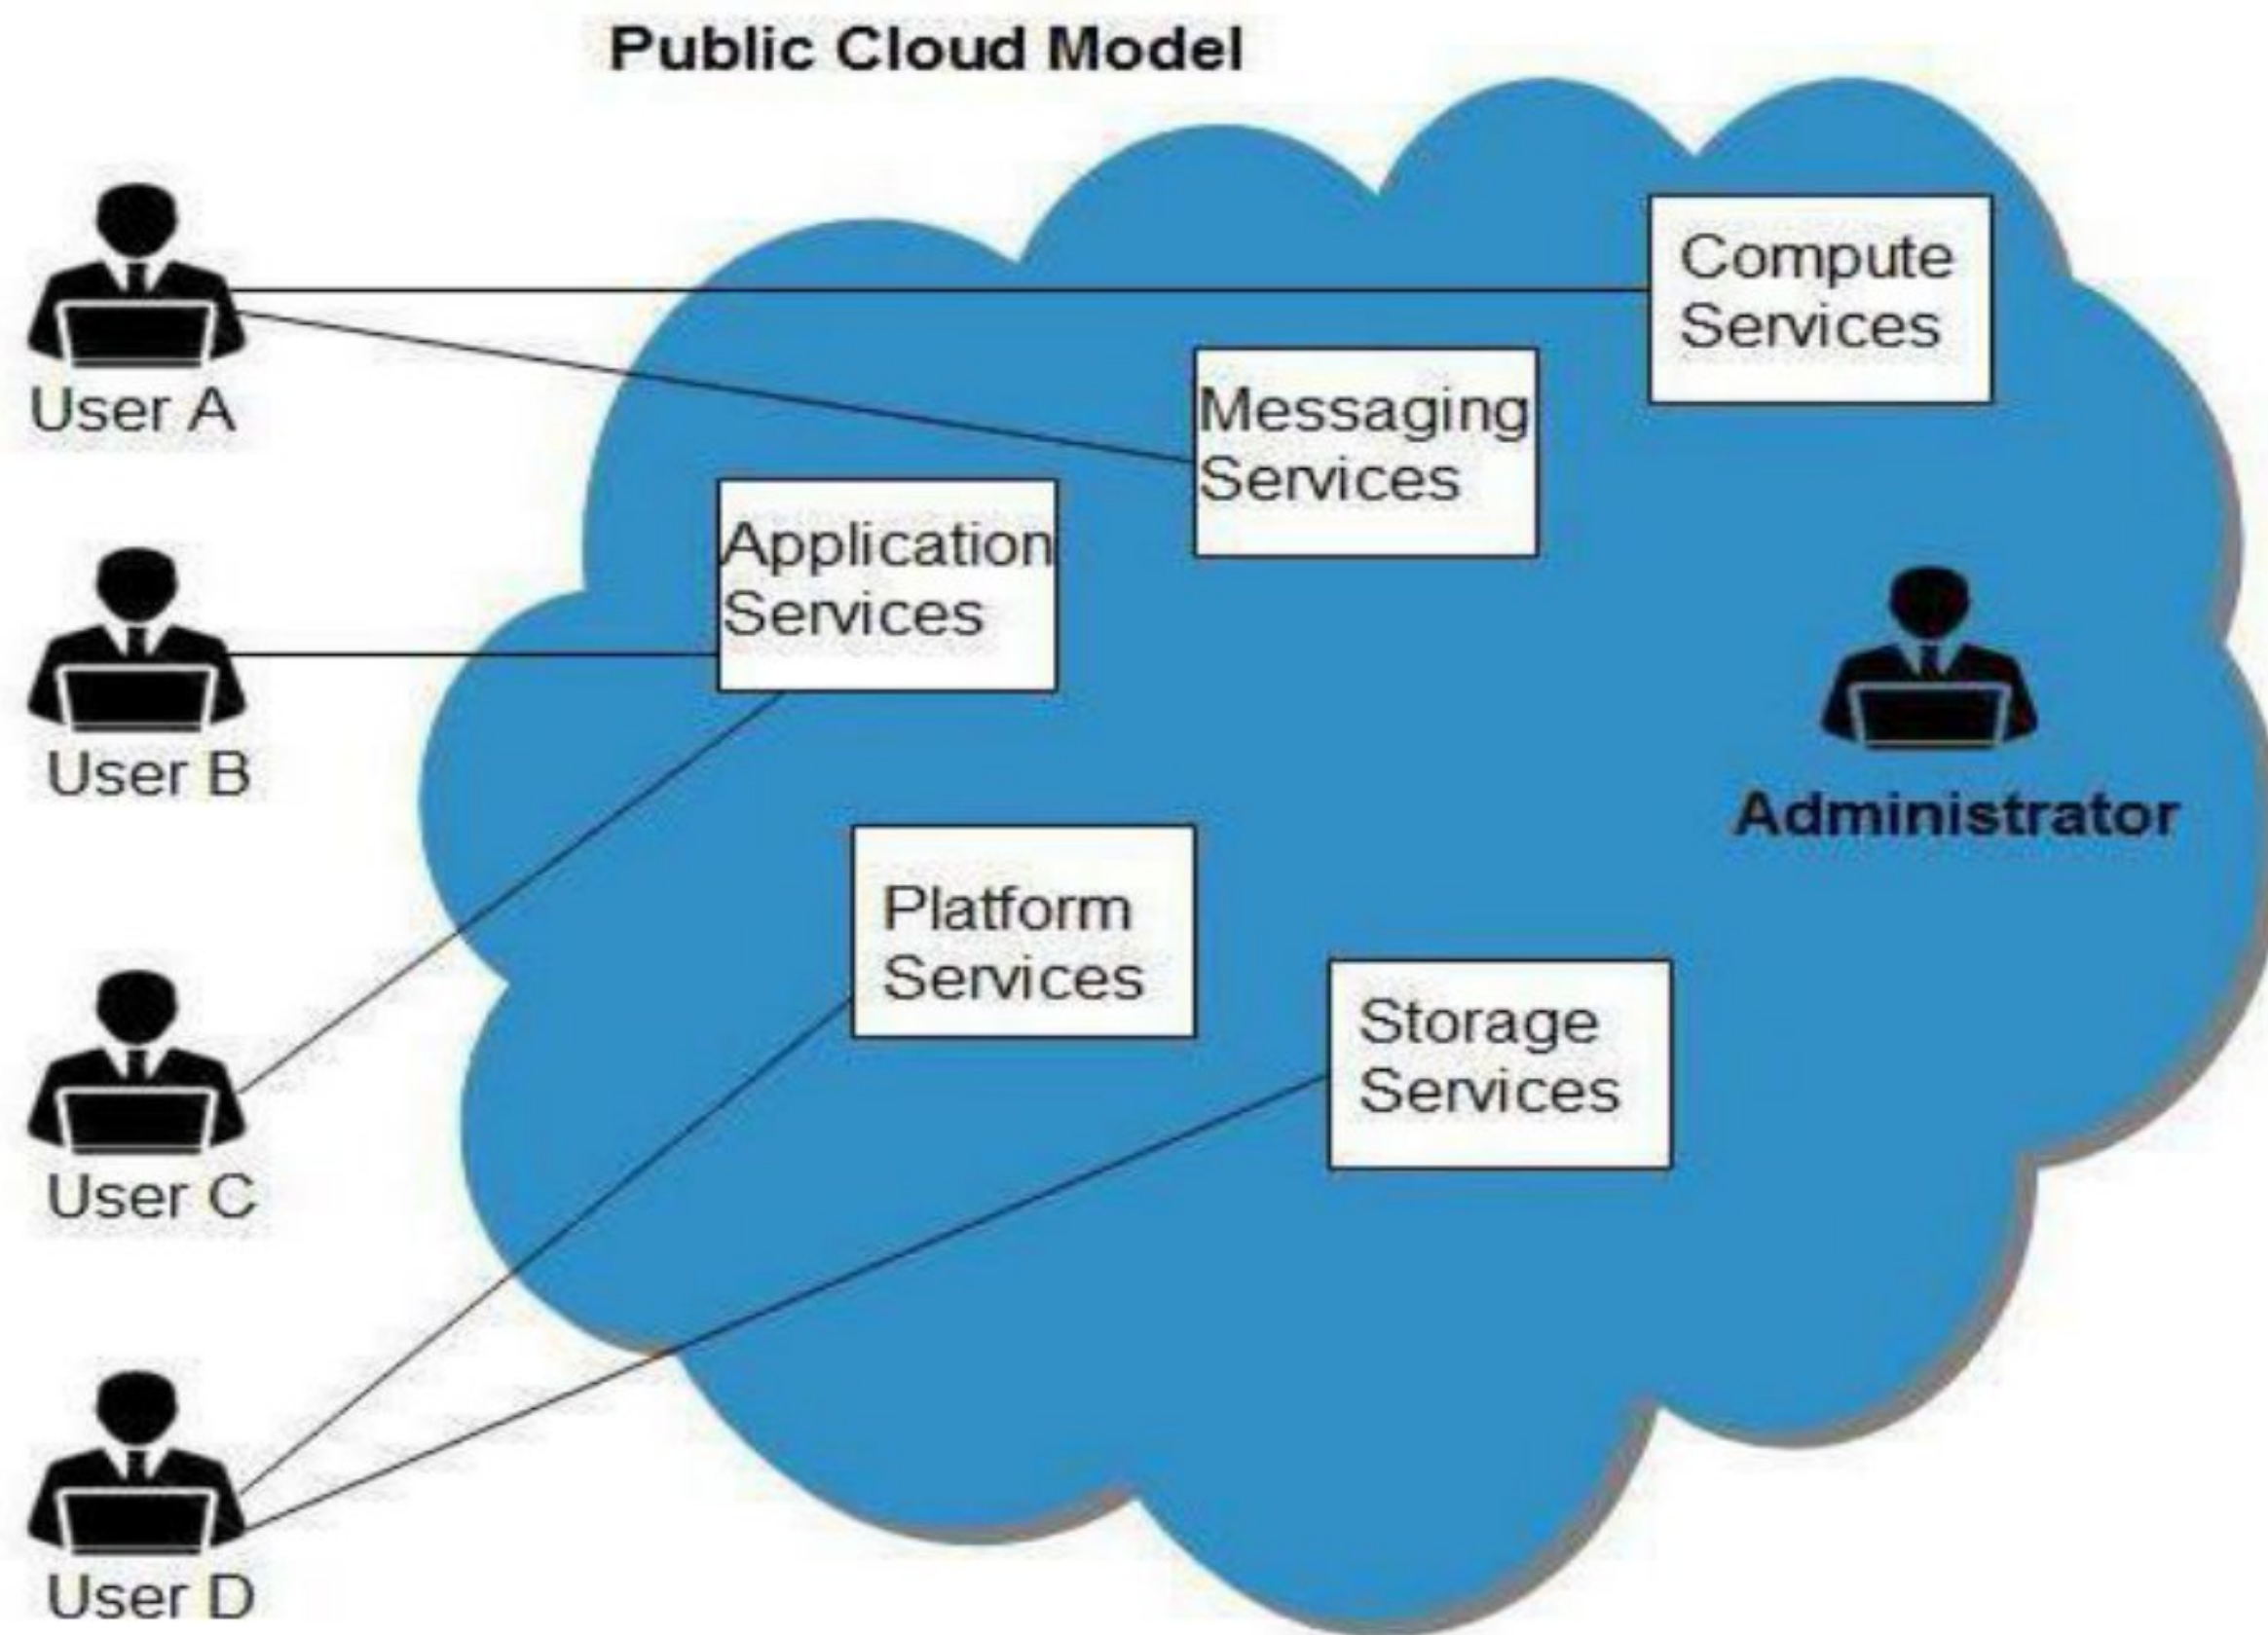 Public Cloud Model
Compute
Services
User A
Messaging
Services
Application
Services
User B
Administrator
Platform
Services
Storage
Services
User C
User D